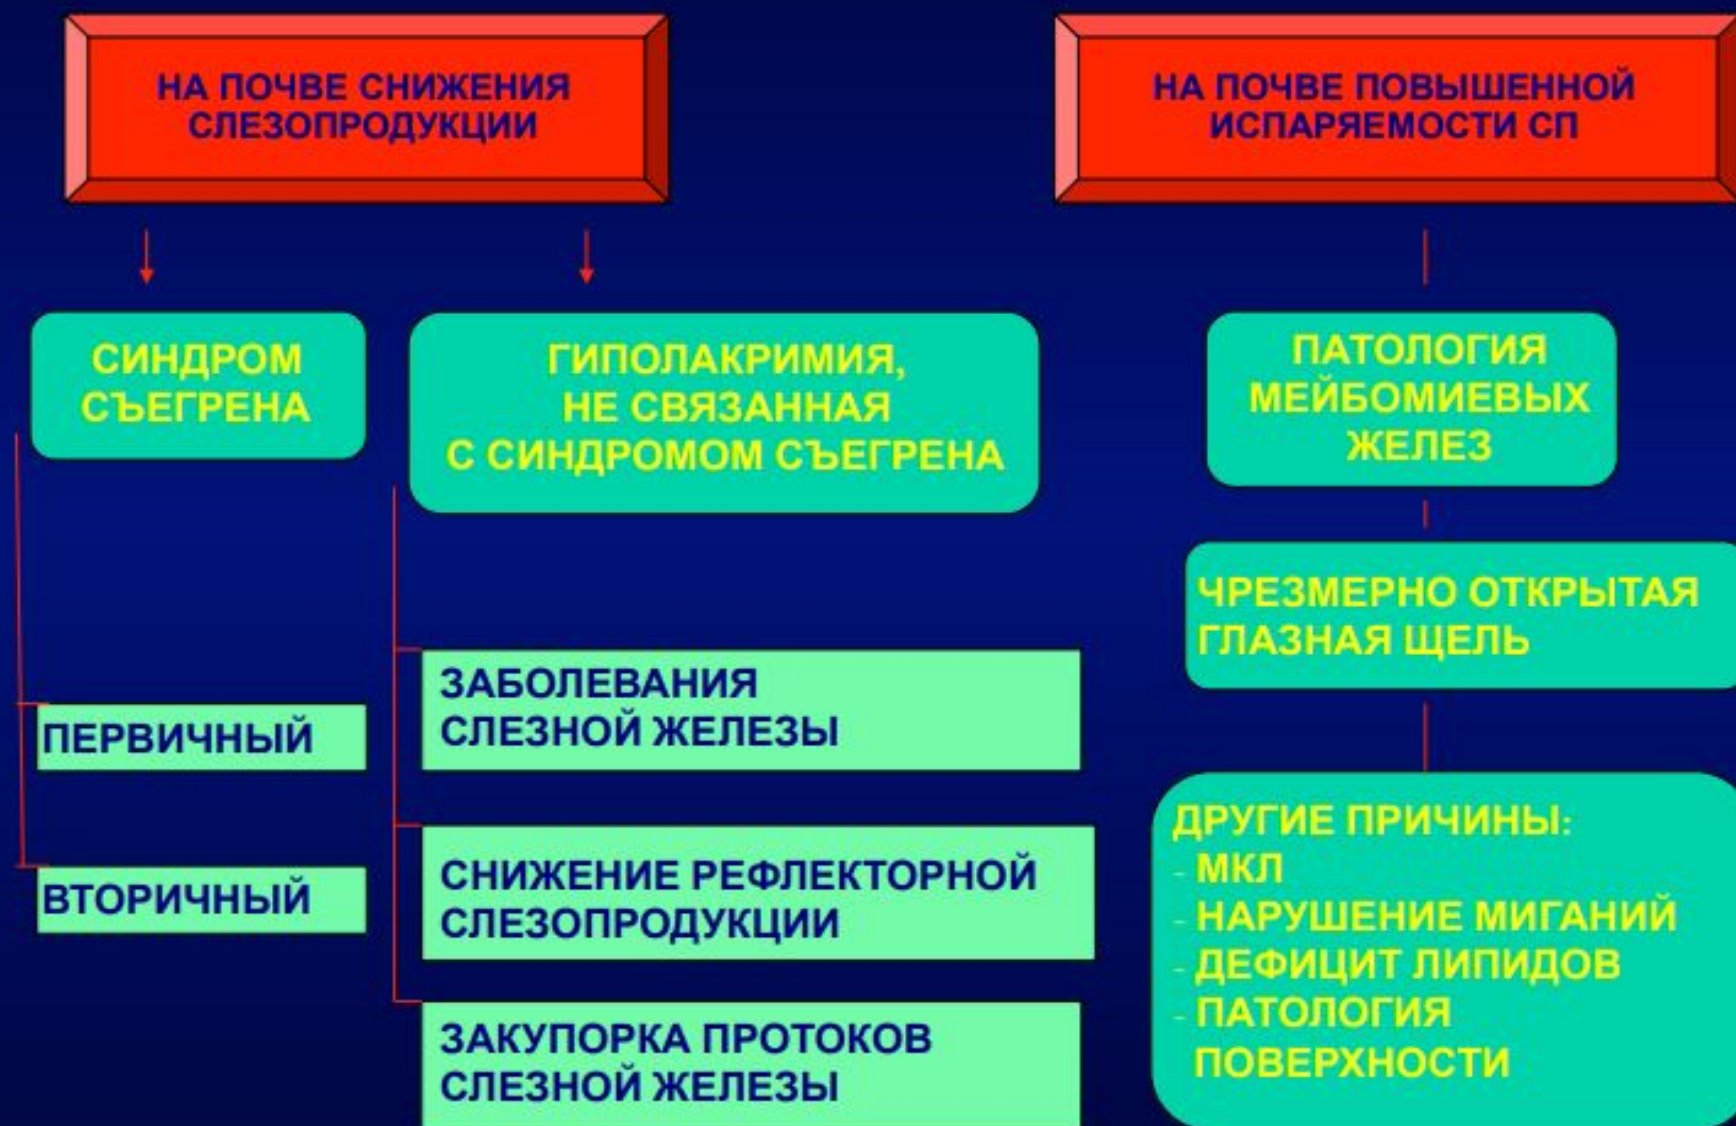 НА ПОЧВЕ СНИЖЕНИЯ
СЛЕЗОПРОДУКЦИИ
НА ПОЧВЕ ПОВЫШЕННОЙ
ИСПАРЯЕМОСТИ СП
СИНДРОМ
СЪЕГРЕНА
ГИПОЛАКРИМИЯ,
НЕ СВЯЗАННАЯ
С СИНДРОМОМ СЪЕГРЕНА
ПАТОЛОГИЯ
МЕЙБОМИЕВЫХ
ЖЕЛЕЗ
ЧРЕЗМЕРНО ОТКРЫТАЯ
ГЛАЗНАЯ ЩЕЛЬ
ПЕРВИЧНЫЙ
ВТОРИЧНЫЙ
ЗАБОЛЕВАНИЯ
СЛЕЗНОЙ ЖЕЛЕЗЫ
СНИЖЕНИЕ РЕФЛЕКТОРНОЙ
СЛЕЗОПРОДУКЦИИ
ЗАКУПОРКА ПРОТОКОВ
СЛЕЗНОЙ ЖЕЛЕЗЫ
ДРУГИЕ ПРИЧИНЫ:
- МКЛ
- НАРУШЕНИЕ МИГАНИЙ
- ДЕФИЦИТ ЛИПИДОВ
- ПАТОЛОГИЯ
ПОВЕРХНОСТИ